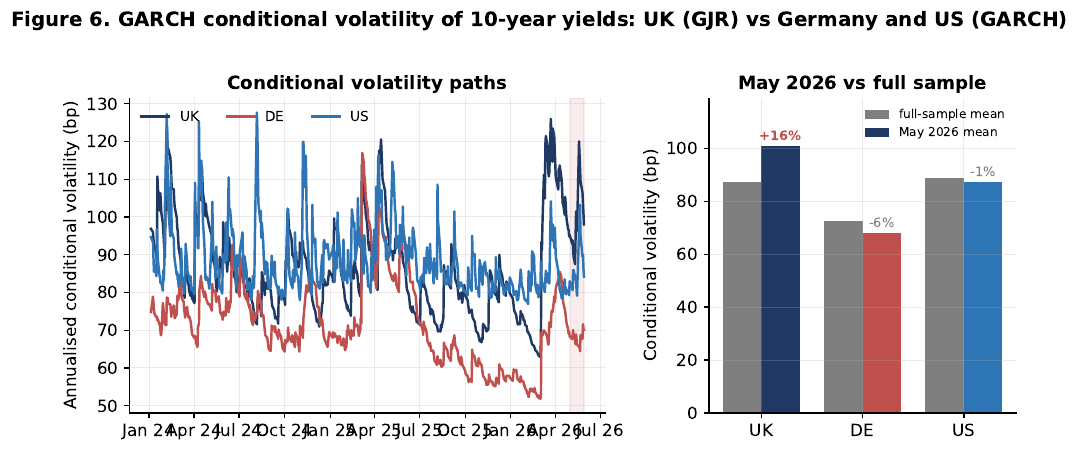 Figure 6. GARCH conditional volatility of 10-year yields: UK (GJR) vs Germany and US (GARCH)
Conditional volatility paths
Annualised conditional volatility (bp)
130
120
110
100
90
80
70
60
50
UK DE US
Jan 24 Apr 24 Jul 24 Oct 24 Jan 25 Apr 25 Jul 25 Oct 25 Jan 26 Apr 26 Jul 26
May 2026 vs full sample
Conditional volatility (bp)
100
80
60
40
20
0
full-sample mean
May 2026 mean
+16%
-6%
-1%
UK DE US